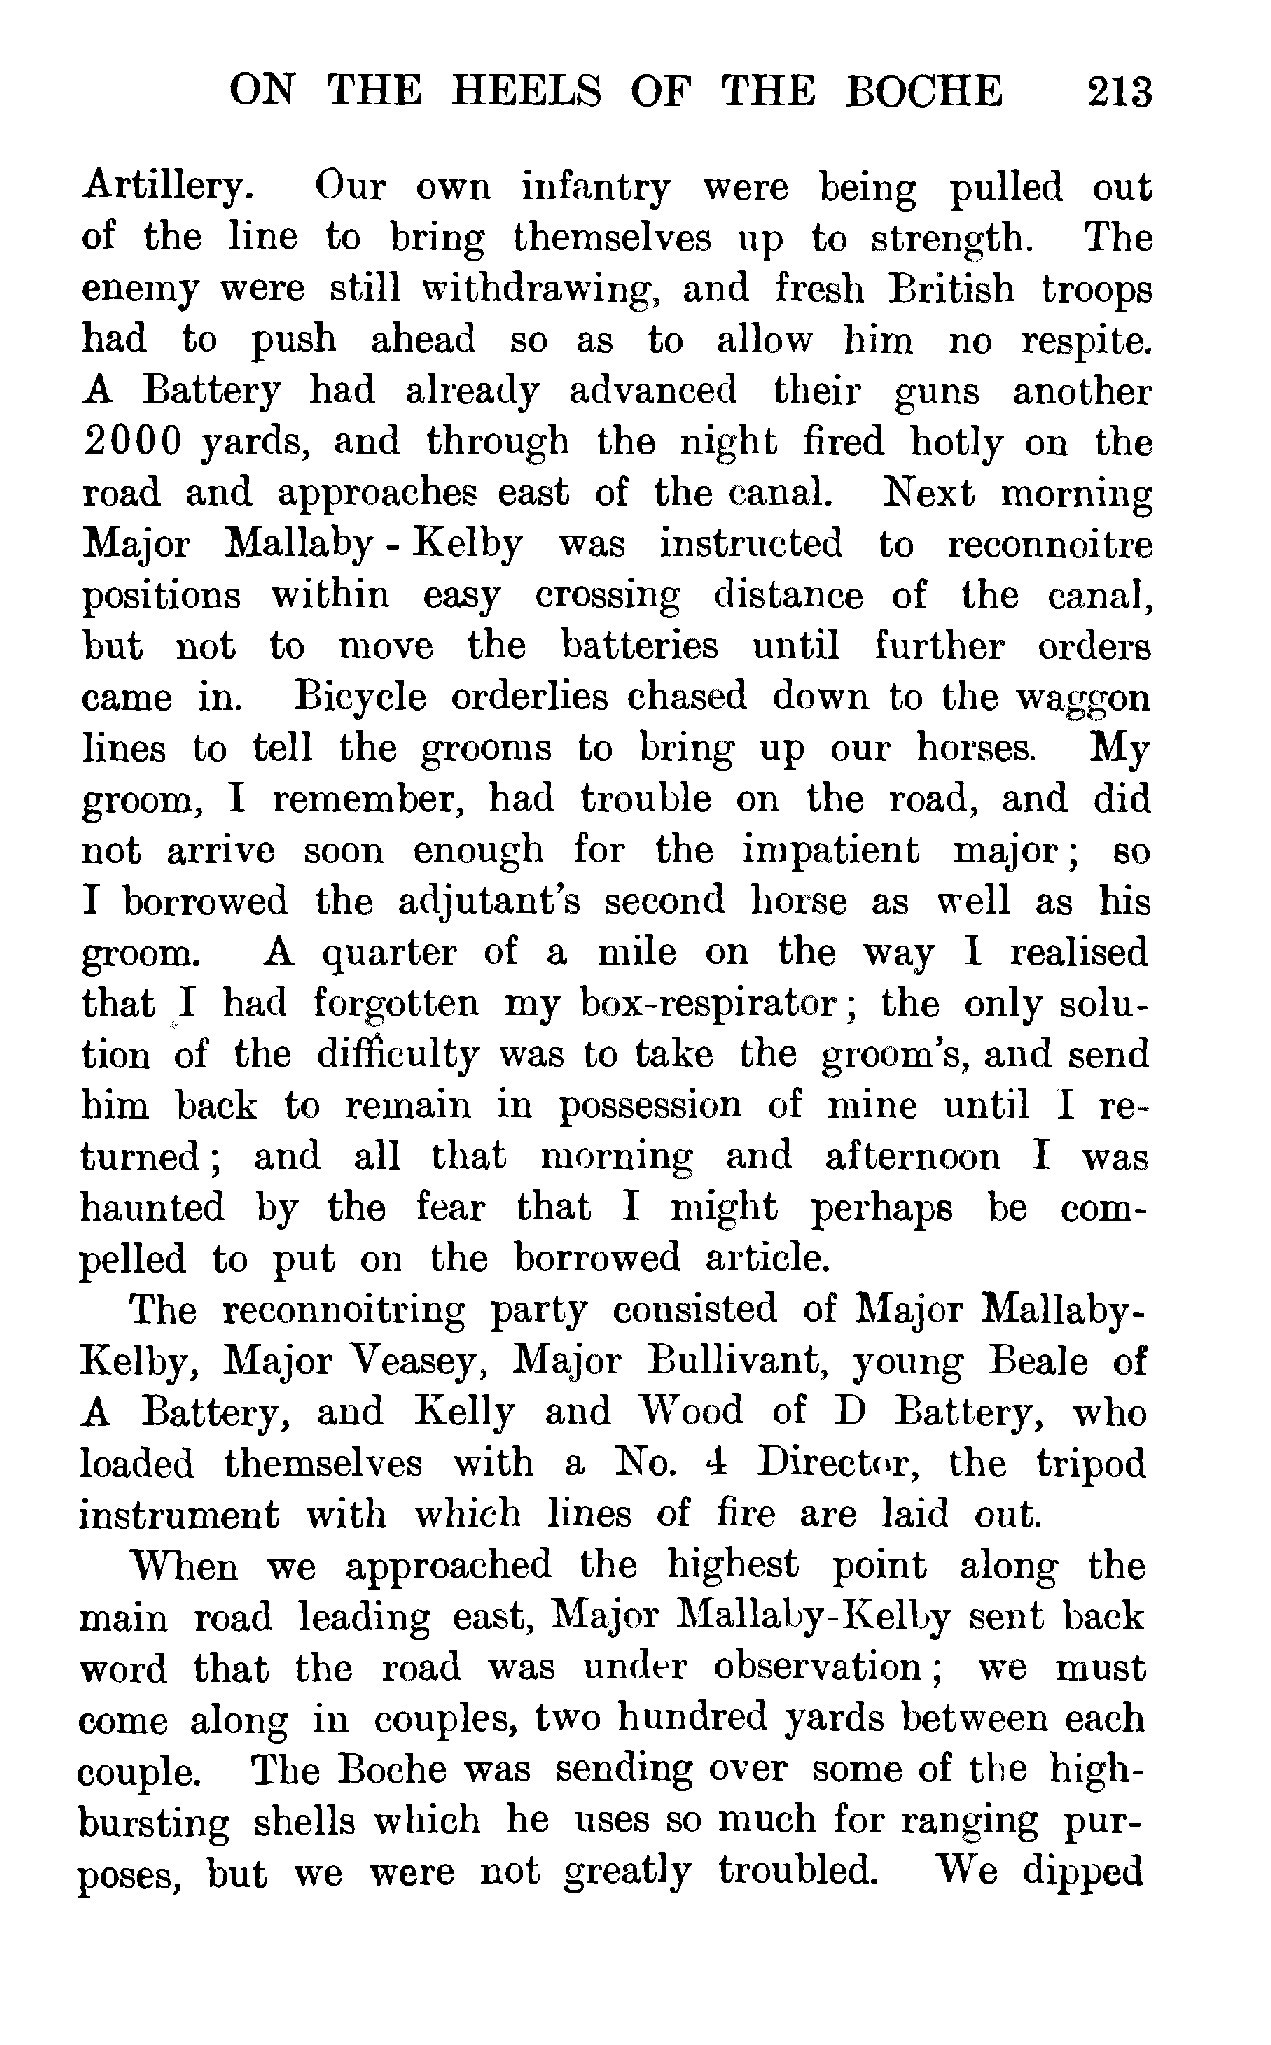 ON THE HEELS OF THE BOCHE 213
Artillery. Our own infantry were being pulled out
of the line to bring themselves up to strength. The
enemy were still withdrawing, and fresh British troops
had to push ahead so as to allow him no respite.
A Battery had already advanced their guns another
2000 yards, and through the night fired hotly on the
road and approaches east of the canal. Next morning
Major Mallaby - Kelby was instructed to reconnoitre
positions within easy crossing distance of the canal,
but not to move the batteries until further orders
came in. Bicycle orderlies chased down to the waggon
lines to tell the grooms to bring up our horses. My
groom, I remember, had trouble on the road, and did
not arrive soon enough for the impatient major ; so
I borrowed the adjutant's second horse as well as his
groom. A quarter of a mile on the way I realised
that I had forgotten my box-respirator ; the only solu-
tion of the difficulty was to take the groom's, and send
him back to remain in possession of mine until I re-
turned ; and all that morning and afternoon I was
haunted by the fear that I might perhaps be com-
pelled to put on the borrowed article.
The reconnoitring party consisted of Major Mallaby-
Kelby, Major Veasey, Major Bullivant, young Beale of
A Battery, and Kelly and Wood of D Battery, who
loaded themselves with a No. 4 Director, the tripod
instrument with which lines of fire are laid out.
When we approached the highest point along the
main road leading east, Major Mallaby-Kelby sent back
word that the road was under observation ; we must
come along in couples, two hundred yards between each
couple. The Boche was sending over some of the high-
bursting shells which he uses so much for ranging pur-
poses, but we were not greatly troubled. We dipped